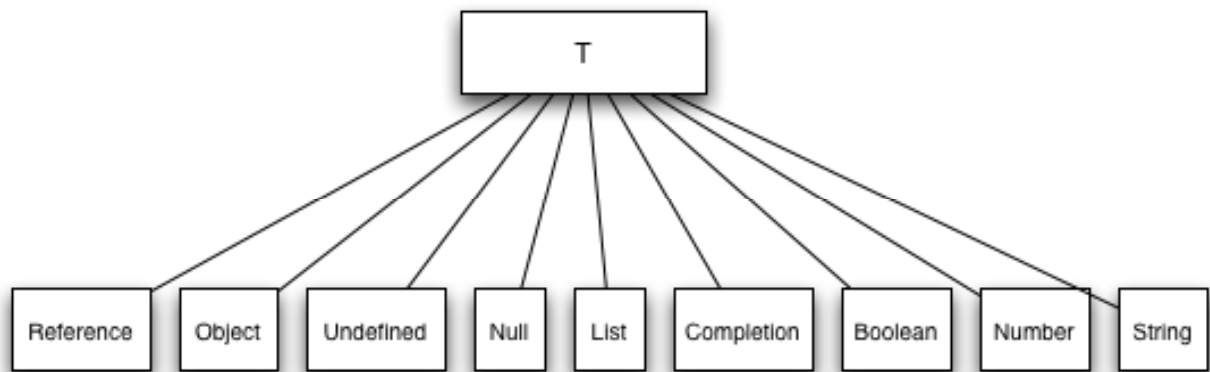 T
Reference
Object
Undefined
Null
List
Completion
Boolean
Number
String